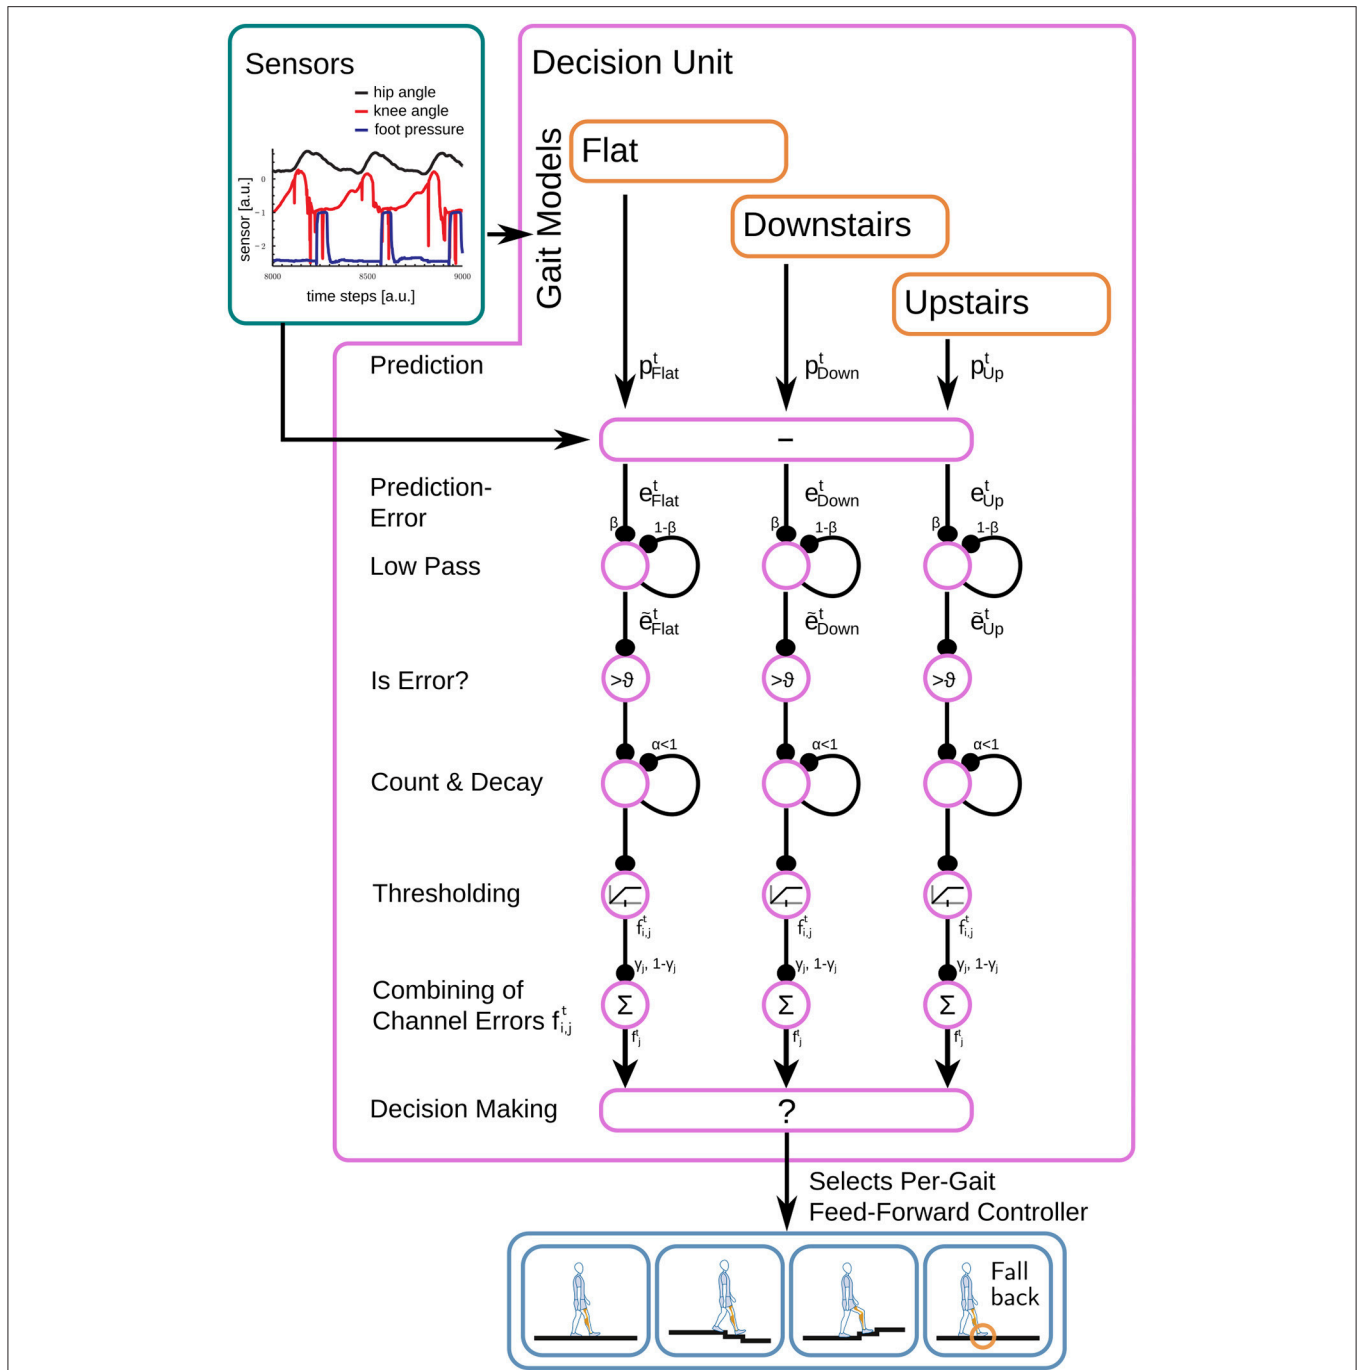 Sensors
hip angle
knee angle
foot pressure
sensor [a.u.]
0
−1
−2
8000
8500
9000
time steps [a.u.]
Decision Unit
Gait Models
Flat
Downstairs
Upstairs
Prediction
p^t_Flat
p^t_Down
p^t_Up
−
Prediction-
Error
e^t_Flat
e^t_Down
e^t_Up
β 1-β
β 1-β
β 1-β
Low Pass
ẽ^t_Flat
ẽ^t_Down
ẽ^t_Up
Is Error?
>ϑ
>ϑ
>ϑ
α<1
α<1
α<1
Count & Decay
Thresholding
f^t_i,j
f^t_i,j
f^t_i,j
γ_j, 1-γ_j
γ_j, 1-γ_j
γ_j, 1-γ_j
Combining of
Channel Errors f^t_i,j
Σ
Σ
Σ
f^t_j
f^t_j
f^t_j
Decision Making
?
Selects Per-Gait
Feed-Forward Controller
Fall
back